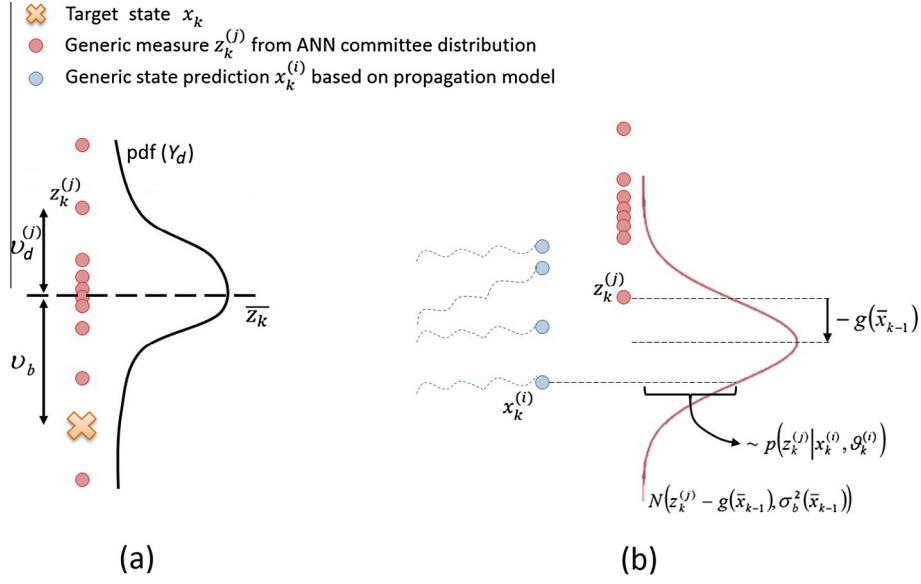 Target state x_k
Generic measure z_k^(j) from ANN committee distribution
Generic state prediction x_k^(i) based on propagation model
pdf (Y_d)
z_k^(j)
υ_d^(j)
z̅_k
υ_b
(a)
z_k^(j)
− g(x̄_{k−1})
x_k^(i)
~ p(z_k^(j)|x_k^(i), ϑ_k^(i))
N(z_k^(j) − g(x̄_{k−1}), σ_b^2(x̄_{k−1}))
(b)